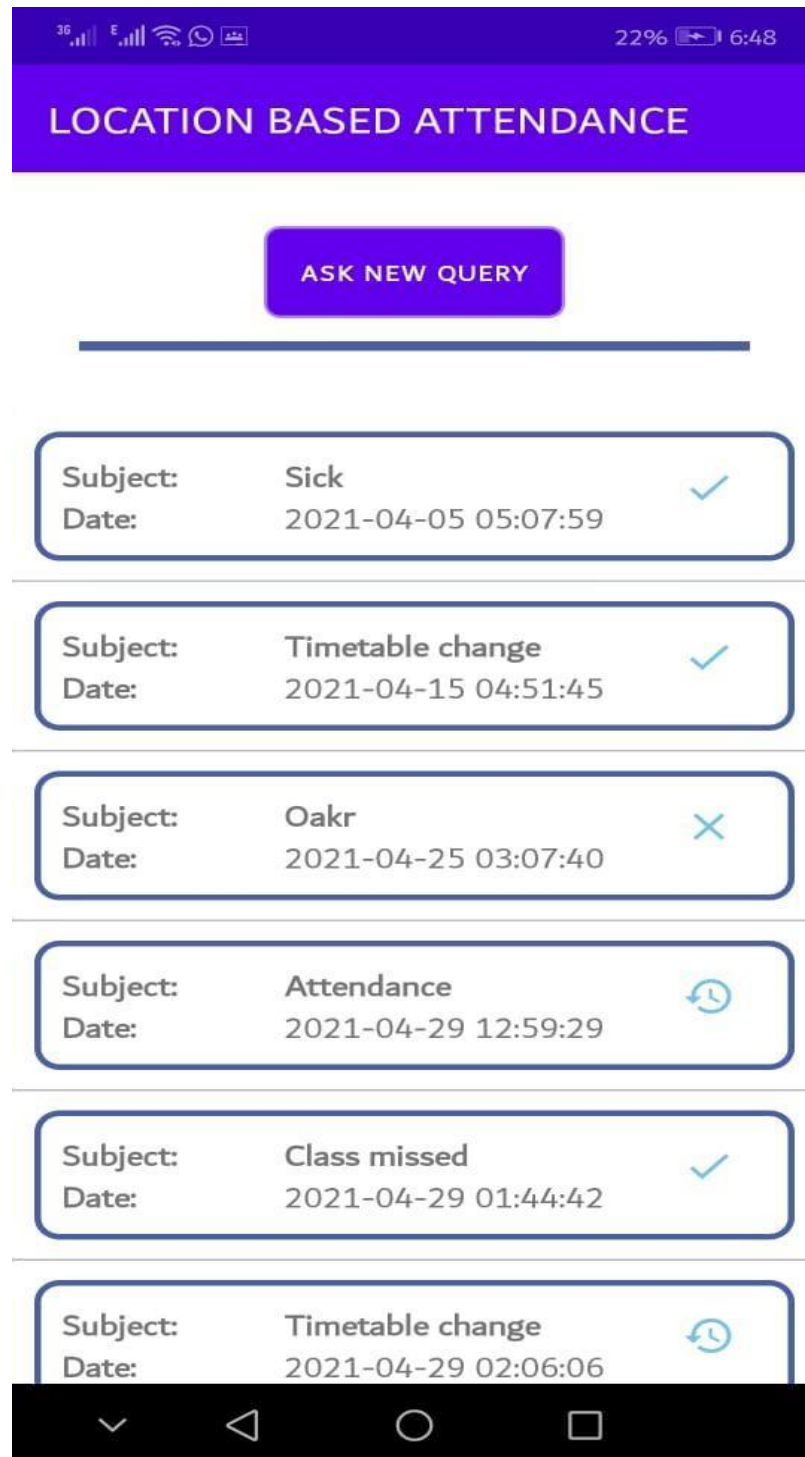 3G E 22% 6:48
LOCATION BASED ATTENDANCE
ASK NEW QUERY
Subject: Sick
Date: 2021-04-05 05:07:59
Subject: Timetable change
Date: 2021-04-15 04:51:45
Subject: Oakr
Date: 2021-04-25 03:07:40
Subject: Attendance
Date: 2021-04-29 12:59:29
Subject: Class missed
Date: 2021-04-29 01:44:42
Subject: Timetable change
Date: 2021-04-29 02:06:06